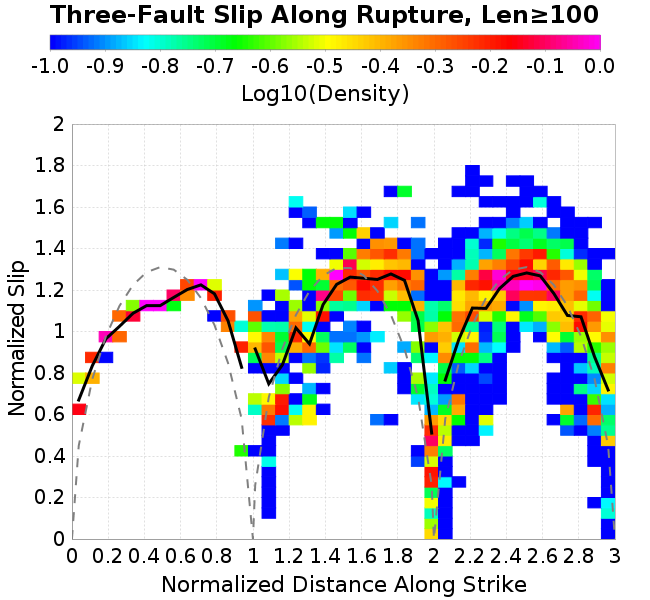 Three-Fault Slip Along Rupture, Len≥100
-1.0 -0.9 -0.8 -0.7 -0.6 -0.5 -0.4 -0.3 -0.2 -0.1 0.0
Log10(Density)
2
1.8
1.6
1.4
1.2
1
0.8
0.6
0.4
0.2
0
Normalized Slip
0 0.2 0.4 0.6 0.8 1 1.2 1.4 1.6 1.8 2 2.2 2.4 2.6 2.8 3
Normalized Distance Along Strike